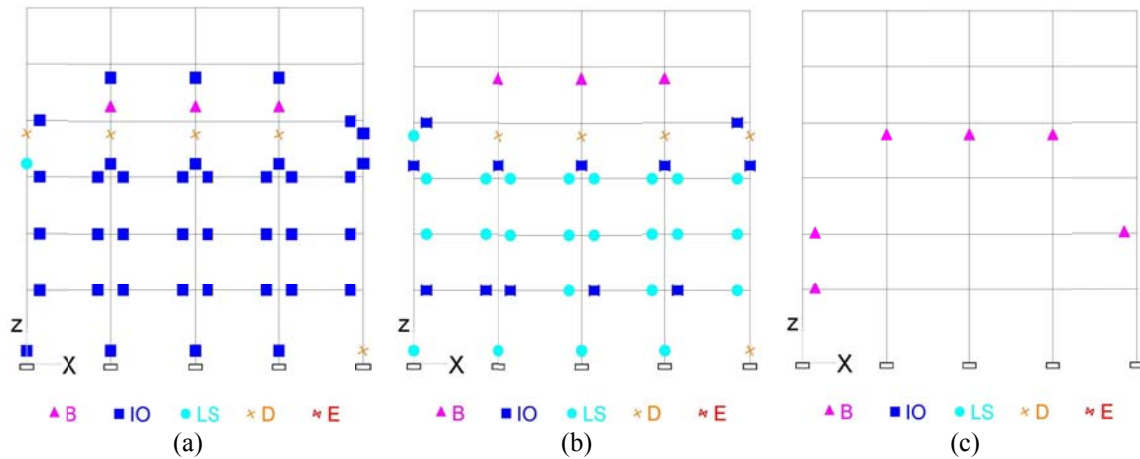 Z Z Z
X X X
B IO LS D E B IO LS D E B IO LS D E
(a) (b) (c)